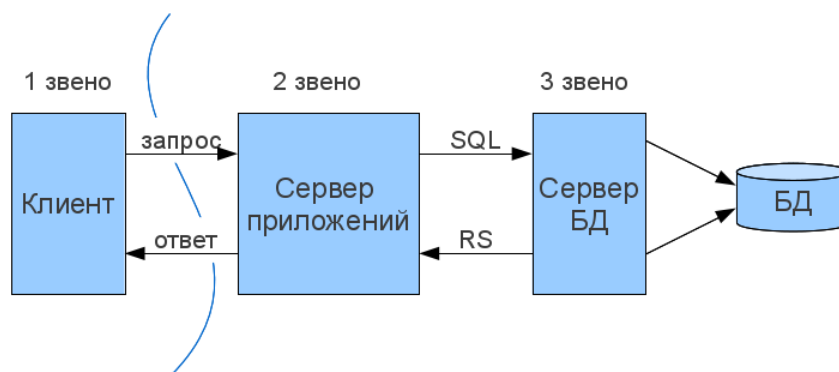 1 звено
2 звено
3 звено
запрос
SQL
Клиент
Сервер
приложений
Сервер
БД
БД
ответ
RS